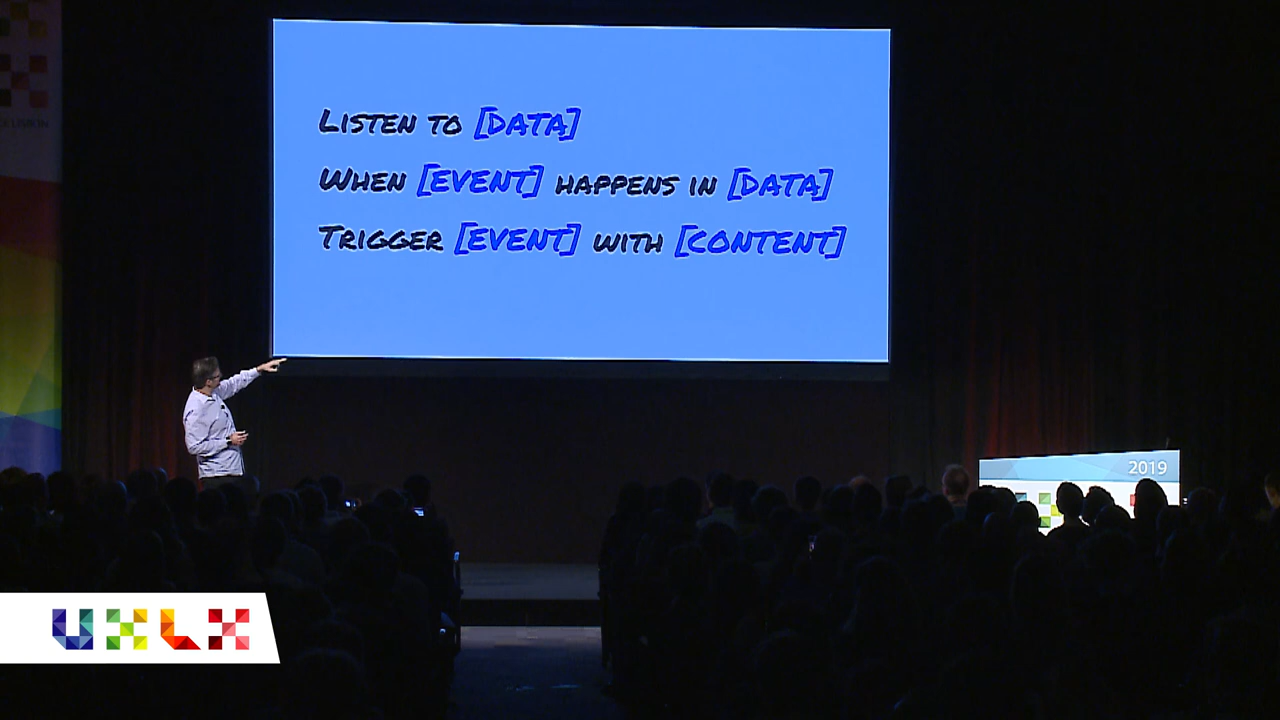 LISTEN TO [DATA]
WHEN [EVENT] HAPPENS IN [DATA]
TRIGGER [EVENT] WITH [CONTENT]
2019
UXLX